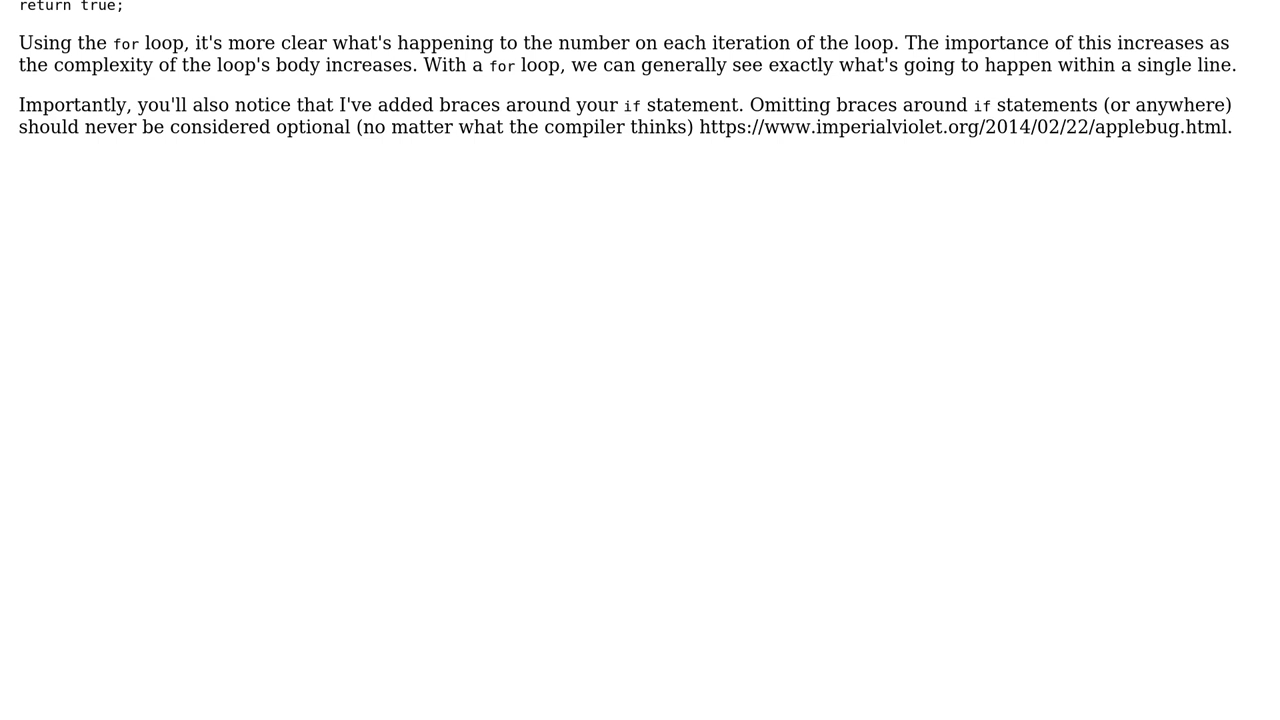 return true;
Using the for loop, it's more clear what's happening to the number on each iteration of the loop. The importance of this increases as
the complexity of the loop's body increases. With a for loop, we can generally see exactly what's going to happen within a single line.
Importantly, you'll also notice that I've added braces around your if statement. Omitting braces around if statements (or anywhere)
should never be considered optional (no matter what the compiler thinks) https://www.imperialviolet.org/2014/02/22/applebug.html.